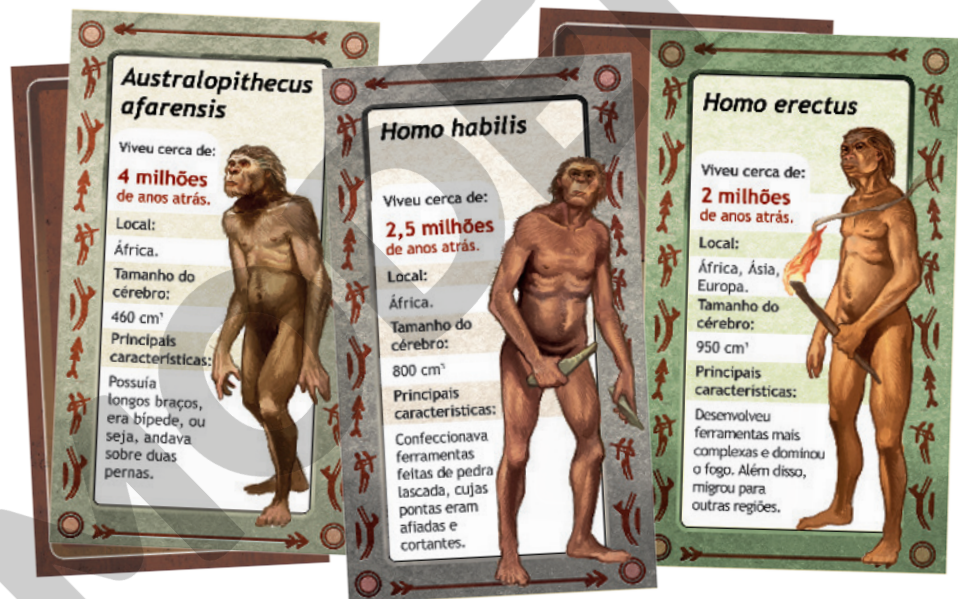 Australopithecus
afarensis
Viveu cerca de:
4 milhões
de anos atrás.
Local:
África.
Tamanho do
cérebro:
460 cm³
Principais
características:
Possuía
longos braços,
era bípede, ou
seja, andava
sobre duas
pernas.
Homo habilis
Viveu cerca de:
2,5 milhões
de anos atrás.
Local:
África.
Tamanho do
cérebro:
800 cm³
Principais
características:
Confeccionava
ferramentas
feitas de pedra
lascada, cujas
pontas eram
afiadas e
cortantes.
Homo erectus
Viveu cerca de:
2 milhões
de anos atrás.
Local:
África, Ásia,
Europa.
Tamanho do
cérebro:
950 cm³
Principais
características:
Desenvolveu
ferramentas mais
complexas e dominou
o fogo. Além disso,
migrou para
outras regiões.